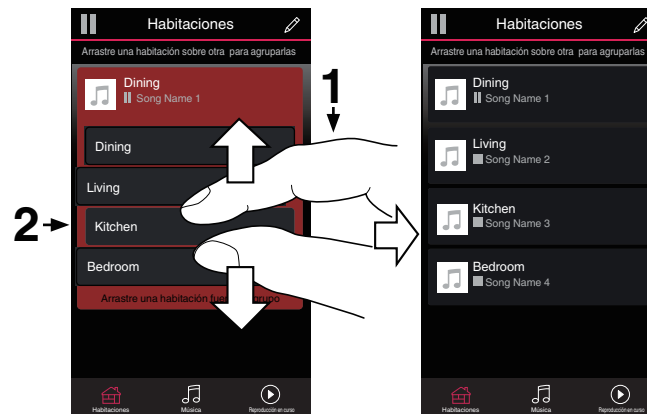 Habitaciones
Arrastre una habitación sobre otra para agruparlas
Dining
Song Name 1
Dining
Living
Kitchen
Bedroom
Arrastre una habitación fue grupo
Habitaciones
Música
Reproducción en curso
1
2
Habitaciones
Arrastre una habitación sobre otra para agruparlas
Dining
Song Name 1
Living
Song Name 2
Kitchen
Song Name 3
Bedroom
Song Name 4
Habitaciones
Música
Reproducción en curso